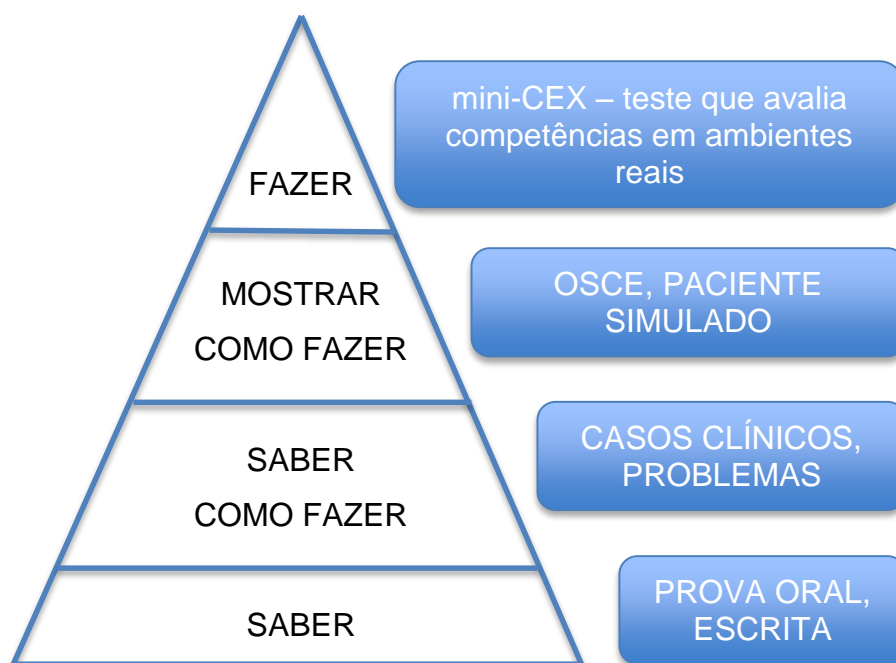 mini-CEX – teste que avalia
competências em ambientes
reais
FAZER
MOSTRAR
COMO FAZER
OSCE, PACIENTE
SIMULADO
SABER
COMO FAZER
CASOS CLÍNICOS,
PROBLEMAS
SABER
PROVA ORAL,
ESCRITA